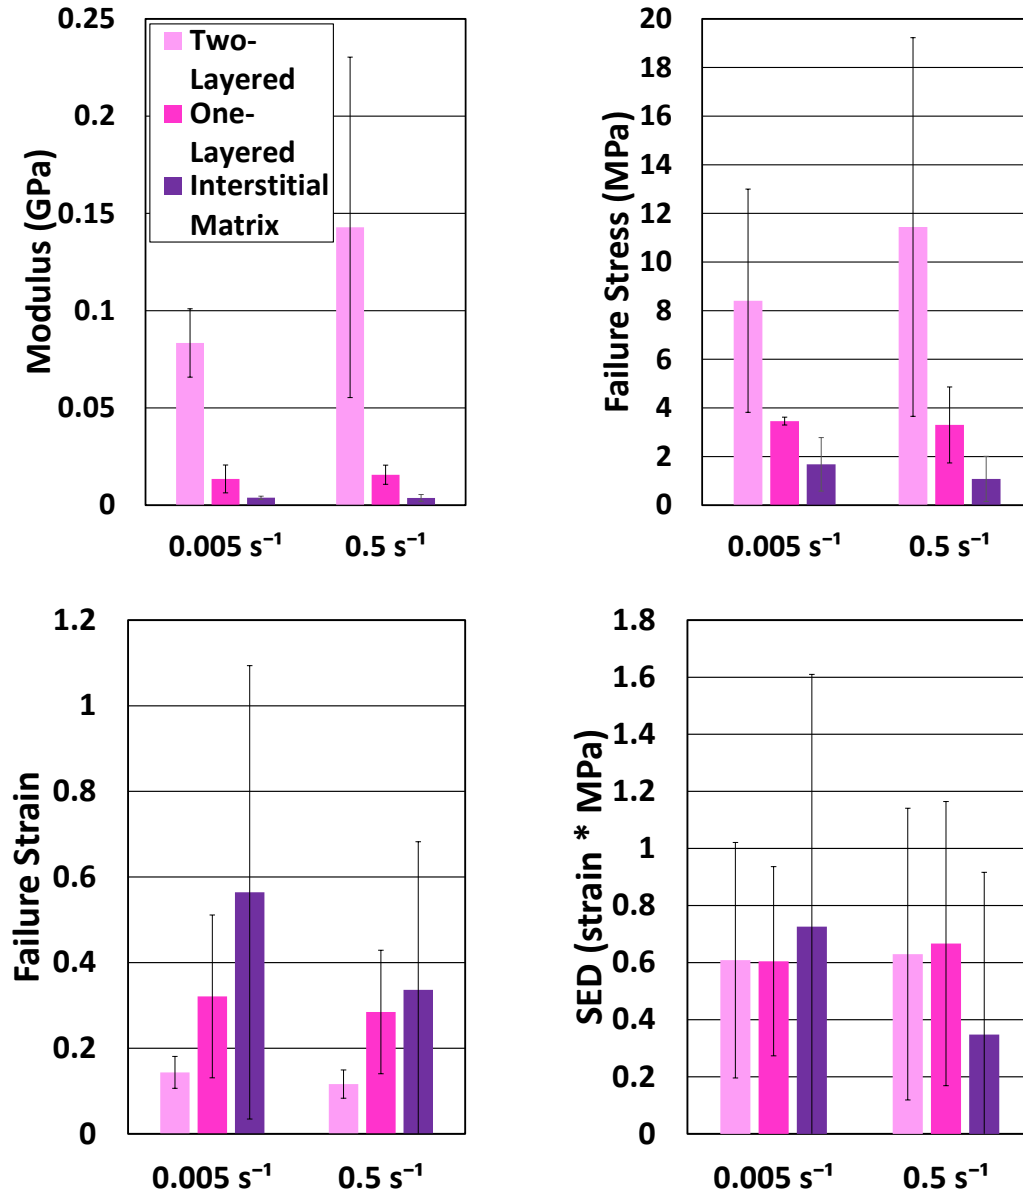 Modulus (GPa)
0.25
0.2
0.15
0.1
0.05
0
Two-
Layered
One-
Layered
Interstitial
Matrix
0.005 s⁻¹
0.5 s⁻¹
Failure Stress (MPa)
20
18
16
14
12
10
8
6
4
2
0
0.005 s⁻¹
0.5 s⁻¹
Failure Strain
1.2
1
0.8
0.6
0.4
0.2
0
0.005 s⁻¹
0.5 s⁻¹
SED (strain * MPa)
1.8
1.6
1.4
1.2
1
0.8
0.6
0.4
0.2
0
0.005 s⁻¹
0.5 s⁻¹